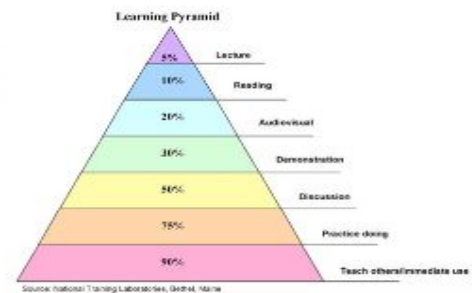 Learning Pyramid
5% Lecture
10% Reading
20% Audiovisual
30% Demonstration
50% Discussion
75% Practice doing
90% Teach others/immediate use
Source: National Training Laboratories, Bethel, Maine